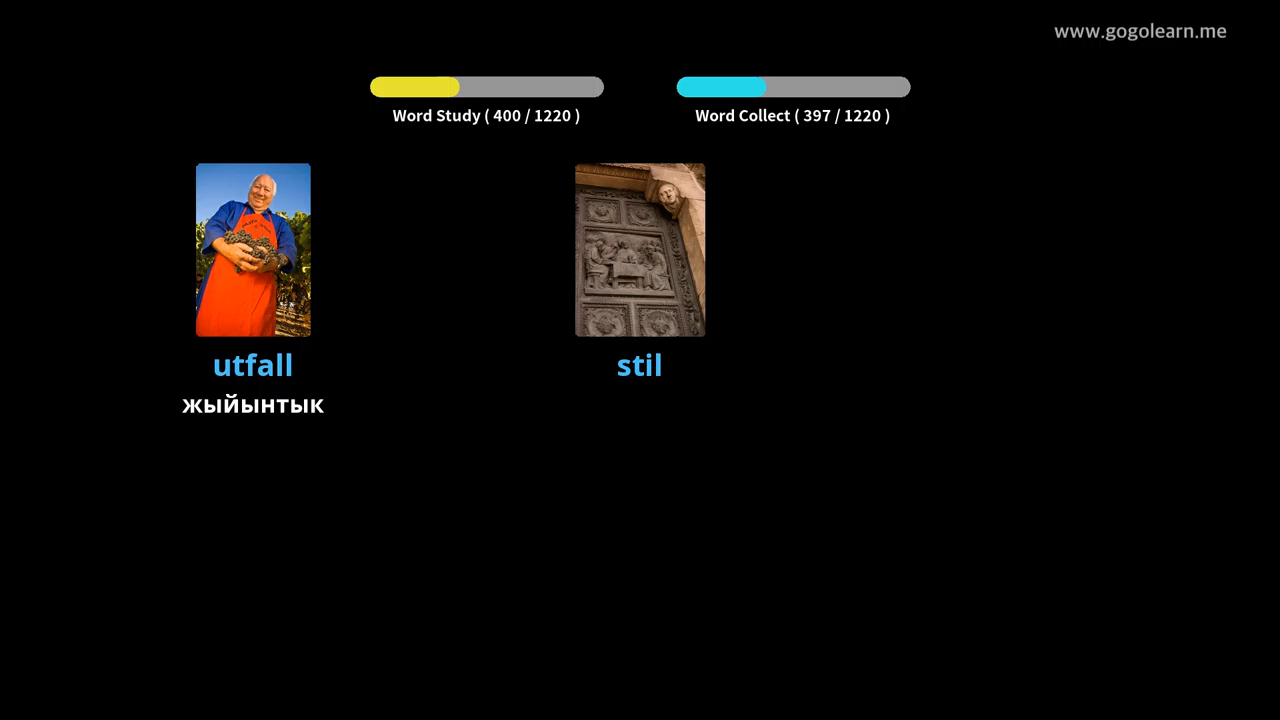 www.gogolearn.me
Word Study ( 400 / 1220 )
Word Collect ( 397 / 1220 )
utfall
stil
жыйынтык